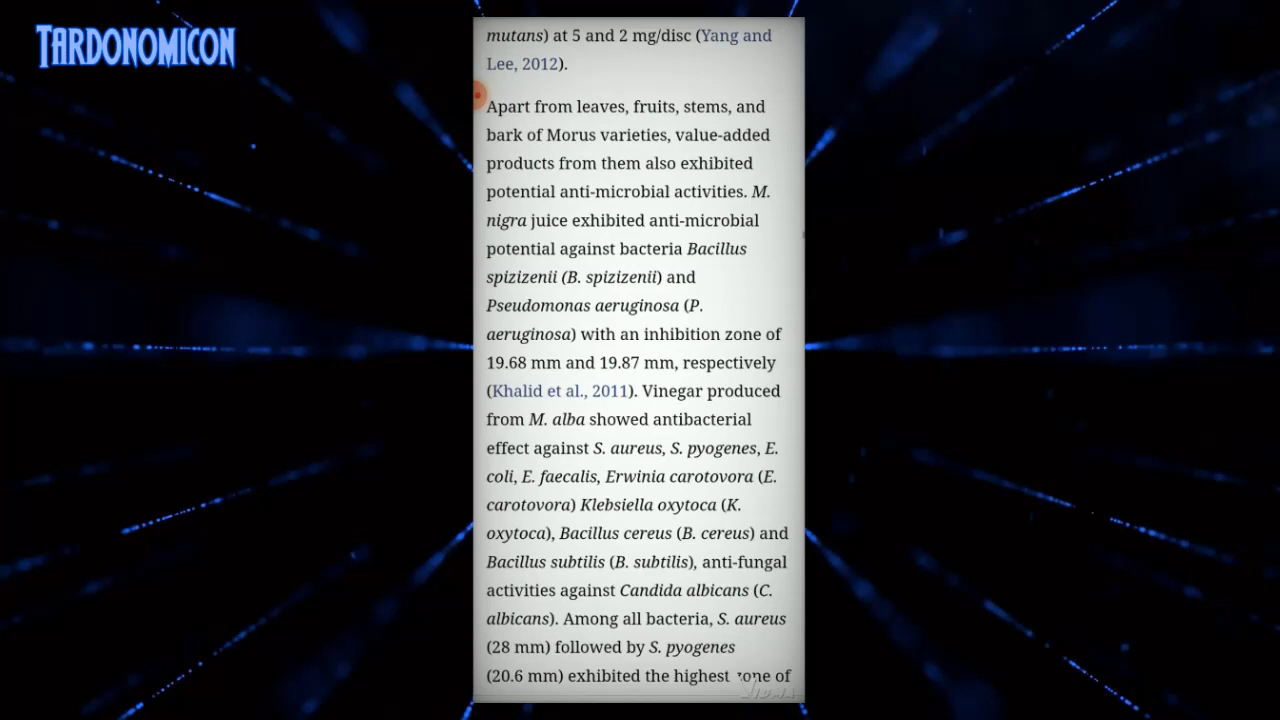 TARDONOMICON
mutans) at 5 and 2 mg/disc (Yang and
Lee, 2012).
Apart from leaves, fruits, stems, and
bark of Morus varieties, value-added
products from them also exhibited
potential anti-microbial activities. M.
nigra juice exhibited anti-microbial
potential against bacteria Bacillus
spizizenii (B. spizizenii) and
Pseudomonas aeruginosa (P.
aeruginosa) with an inhibition zone of
19.68 mm and 19.87 mm, respectively
(Khalid et al., 2011). Vinegar produced
from M. alba showed antibacterial
effect against S. aureus, S. pyogenes, E.
coli, E. faecalis, Erwinia carotovora (E.
carotovora) Klebsiella oxytoca (K.
oxytoca), Bacillus cereus (B. cereus) and
Bacillus subtilis (B. subtilis), anti-fungal
activities against Candida albicans (C.
albicans). Among all bacteria, S. aureus
(28 mm) followed by S. pyogenes
(20.6 mm) exhibited the highest zone of